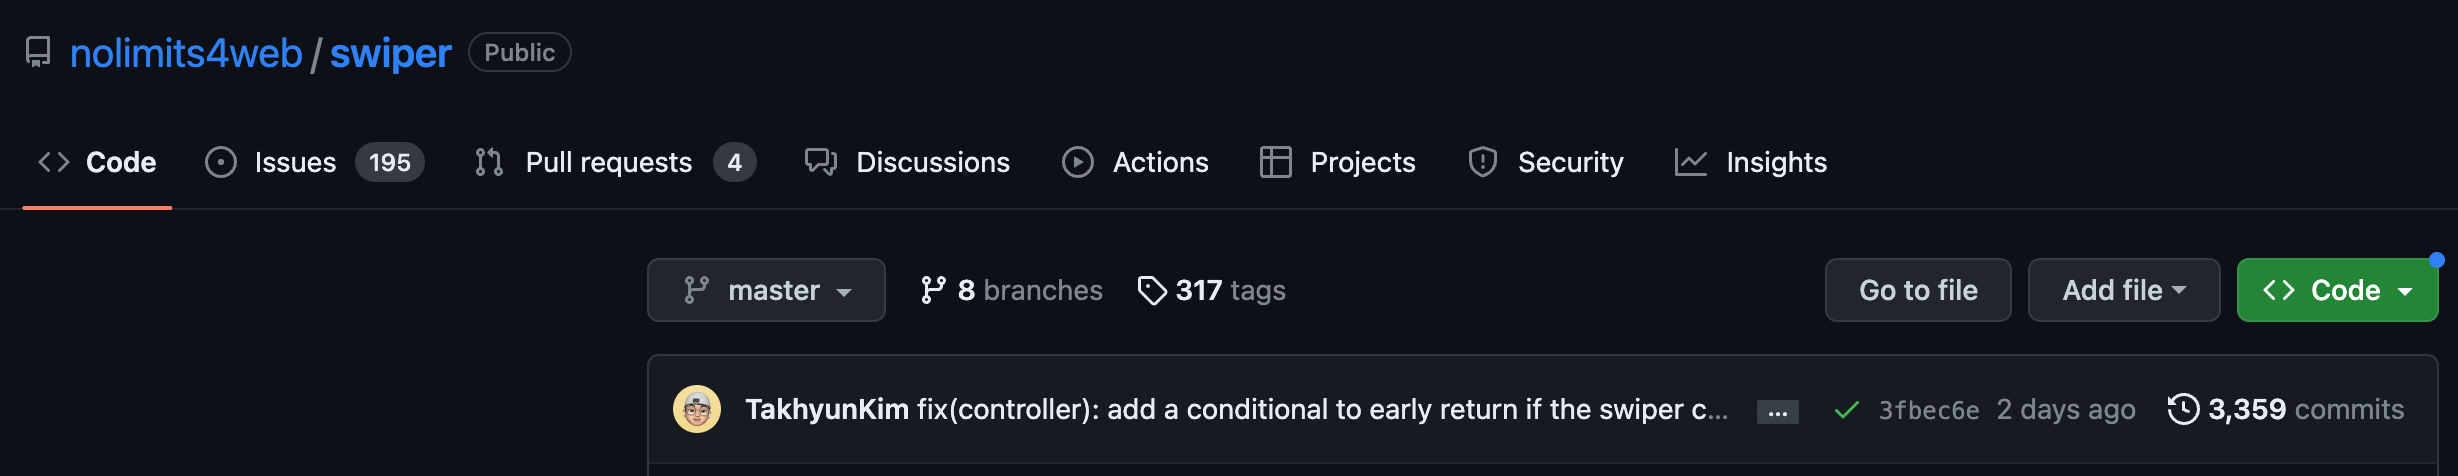 nolimits4web / swiper Public
Code Issues 195 Pull requests 4 Discussions Actions Projects Security Insights
master 8 branches 317 tags Go to file Add file Code
TakhyunKim fix(controller): add a conditional to early return if the swiper c... ... 3fbec6e 2 days ago 3,359 commits